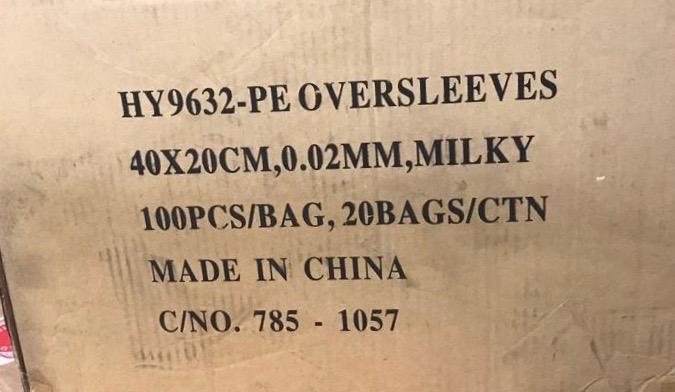 HY9632-PE OVERSLEEVES
40X20CM,0.02MM,MILKY
100PCS/BAG, 20BAGS/CTN
MADE IN CHINA
C/NO. 785 - 1057